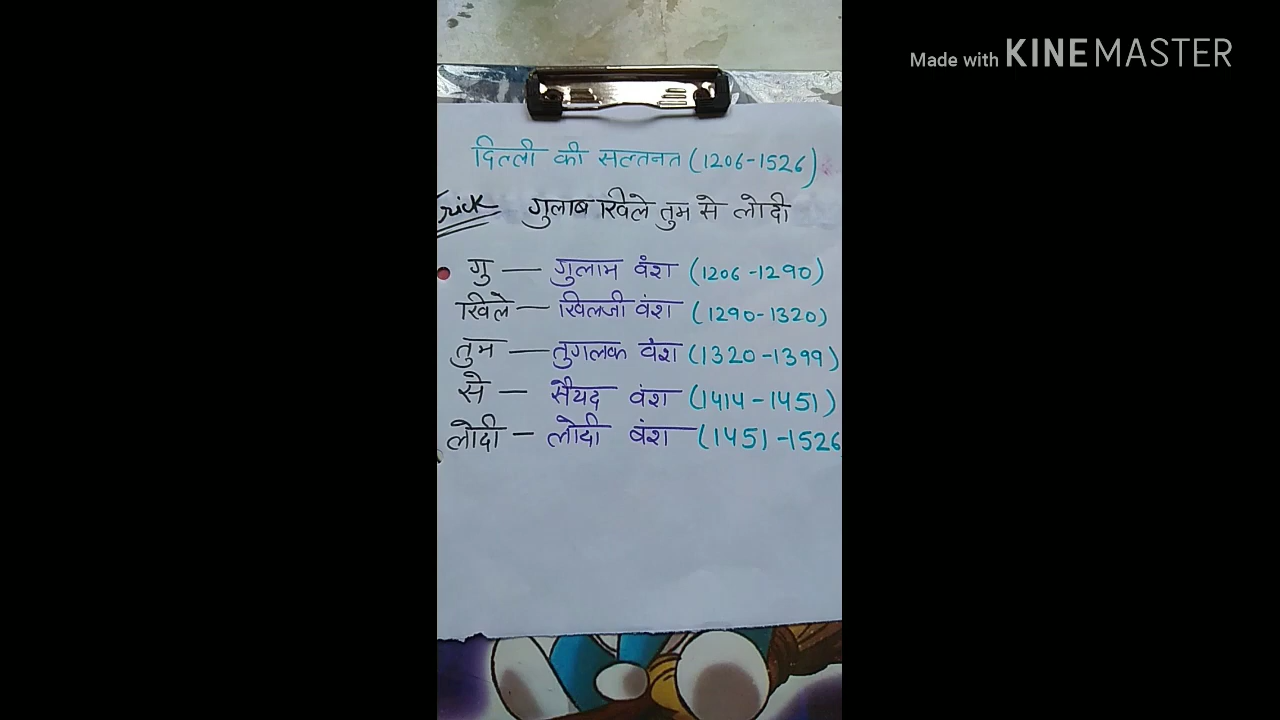 Made with KINEMASTER
दिल्ली की सल्तनत (1206-1526)
Trick गुलाब खिले तुम से लोदी
गु — गुलाम वंश (1206-1290)
खिले — खिलजी वंश (1290-1320)
तुम — तुगलक वंश (1320-1399)
से — सैयद वंश (1414-1451)
लोदी — लोदी वंश (1451-1526